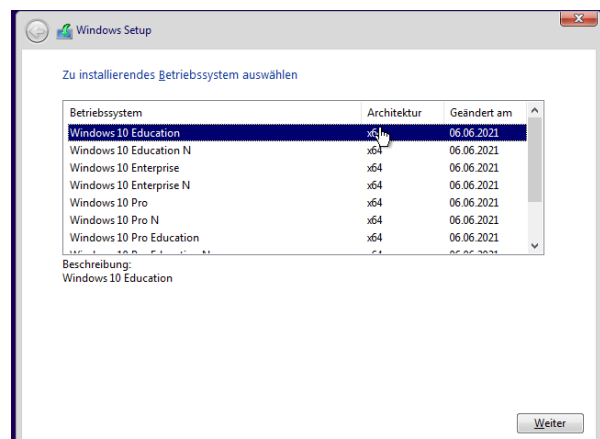 Windows Setup
Zu installierendes Betriebssystem auswählen
Betriebssystem Architektur Geändert am
Windows 10 Education x64 06.06.2021
Windows 10 Education N x64 06.06.2021
Windows 10 Enterprise x64 06.06.2021
Windows 10 Enterprise N x64 06.06.2021
Windows 10 Pro x64 06.06.2021
Windows 10 Pro N x64 06.06.2021
Windows 10 Pro Education x64 06.06.2021
Beschreibung:
Windows 10 Education
Weiter